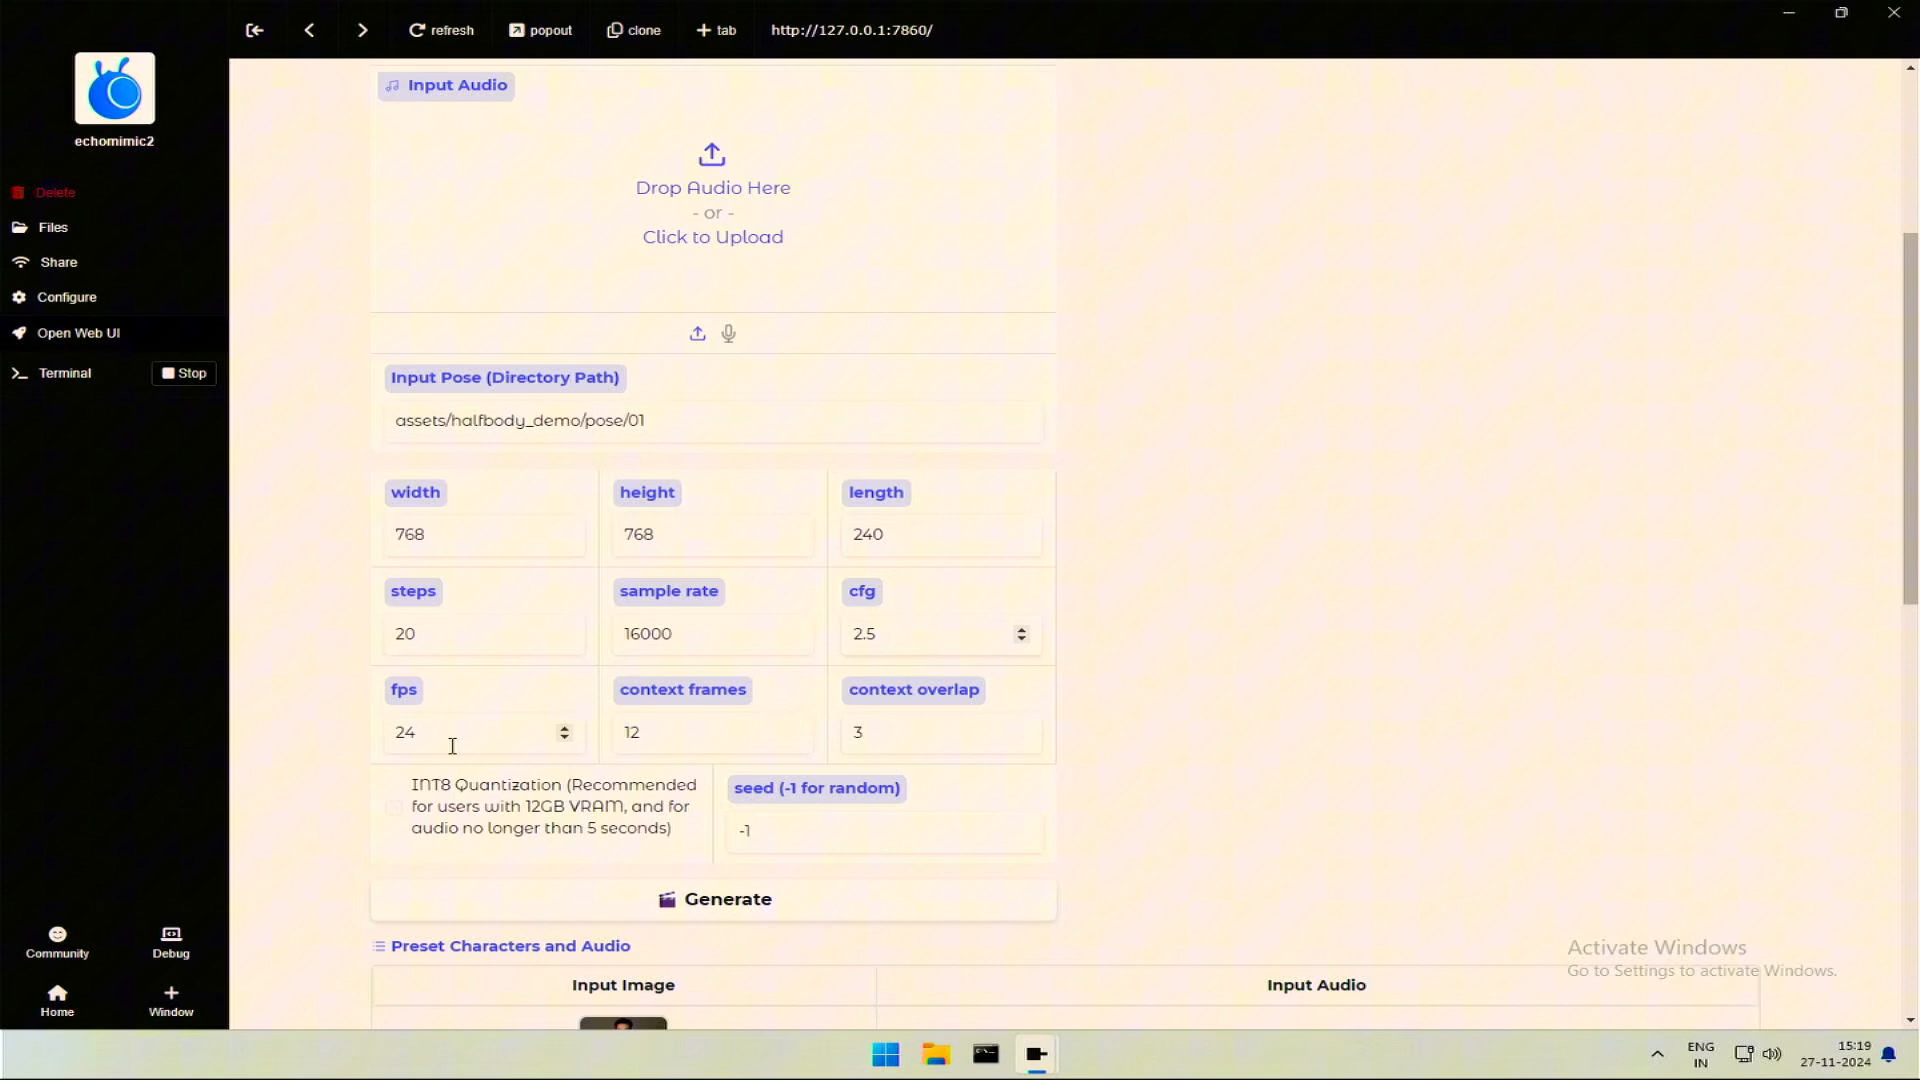 refresh
popout
clone
tab
http://127.0.0.1:7860/
echomimic2
Delete
Files
Share
Configure
Open Web UI
Terminal
Stop
Community
Debug
Home
Window
Input Audio
Drop Audio Here
- or -
Click to Upload
Input Pose (Directory Path)
assets/halfbody_demo/pose/01
width
height
length
768
768
240
steps
sample rate
cfg
20
16000
2.5
fps
context frames
context overlap
24
12
3
INT8 Quantization (Recommended
for users with 12GB VRAM, and for
audio no longer than 5 seconds)
seed (-1 for random)
-1
Generate
Preset Characters and Audio
Input Image
Input Audio
Activate Windows
Go to Settings to activate Windows.
ENG
IN
15:19
27-11-2024